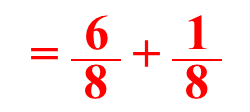 = 6/8 + 1/8